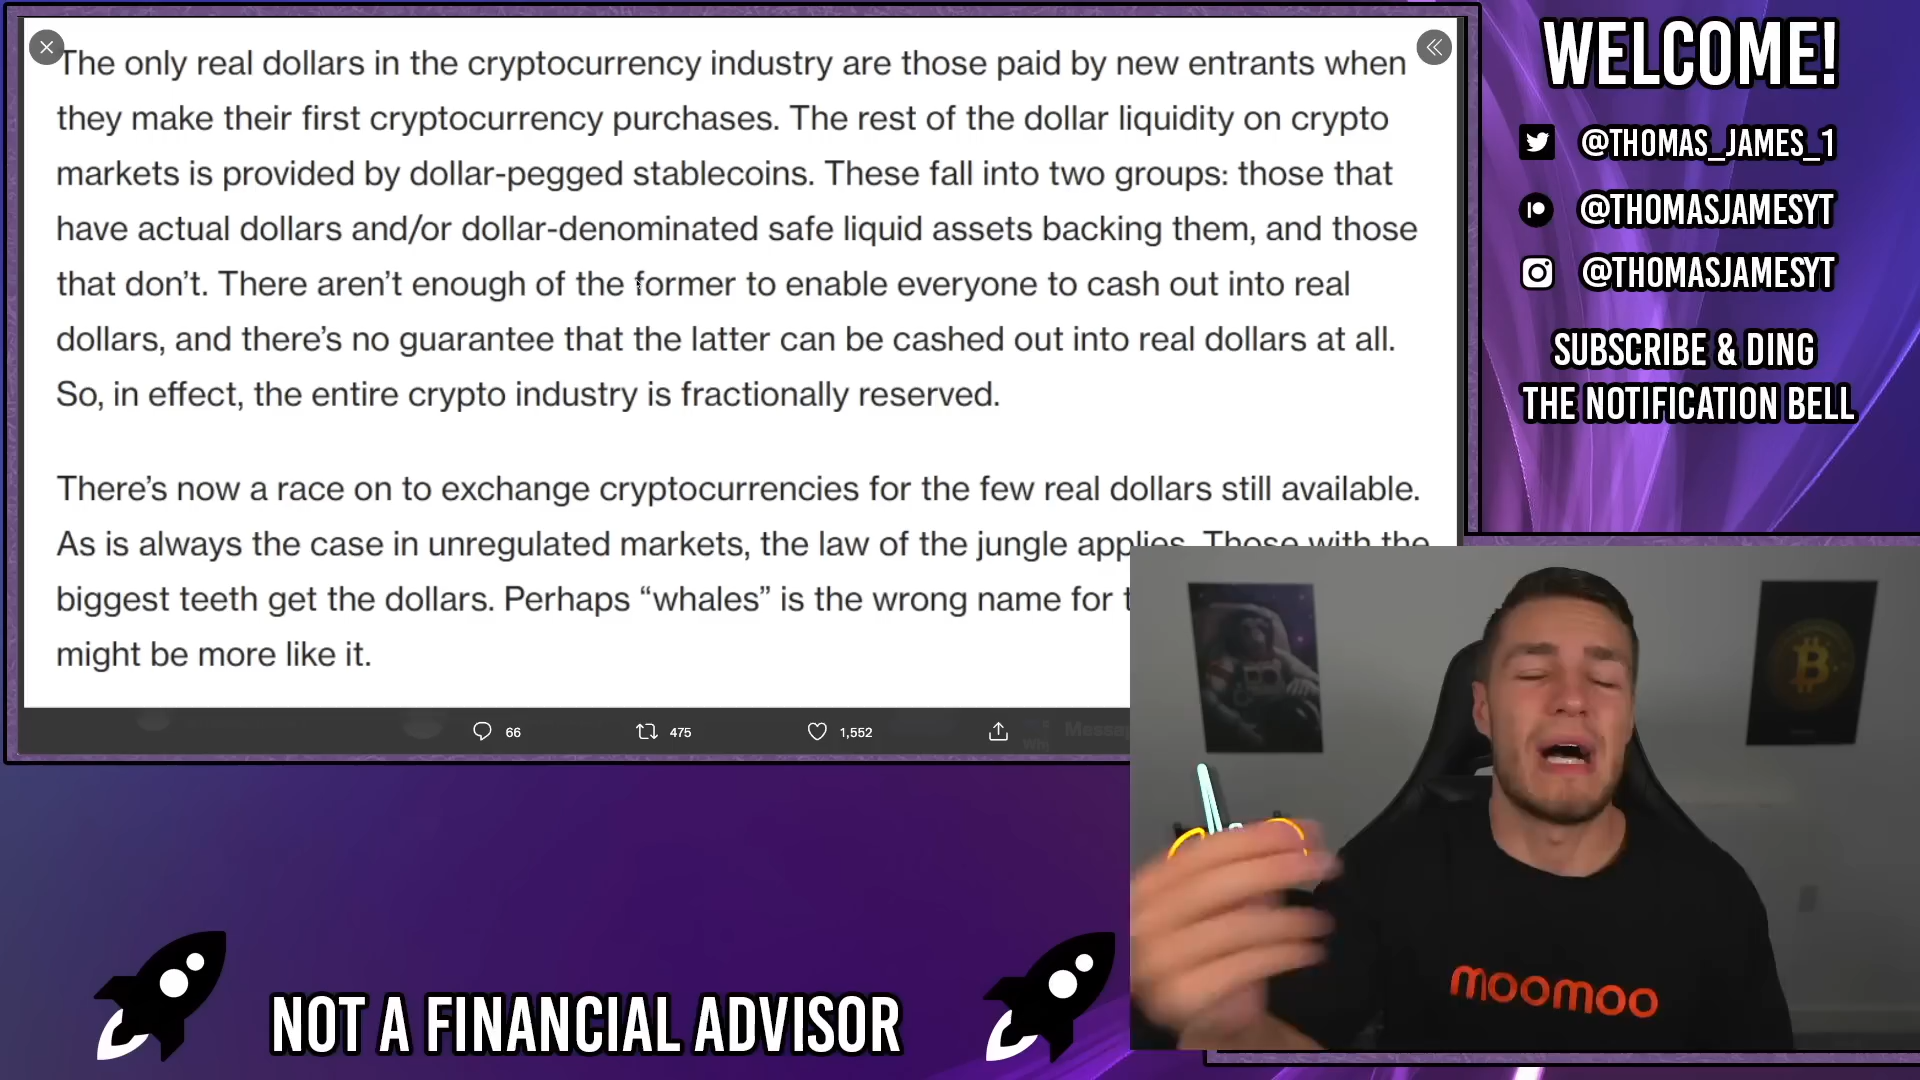 The only real dollars in the cryptocurrency industry are those paid by new entrants when
they make their first cryptocurrency purchases. The rest of the dollar liquidity on crypto
markets is provided by dollar-pegged stablecoins. These fall into two groups: those that
have actual dollars and/or dollar-denominated safe liquid assets backing them, and those
that don’t. There aren’t enough of the former to enable everyone to cash out into real
dollars, and there’s no guarantee that the latter can be cashed out into real dollars at all.
So, in effect, the entire crypto industry is fractionally reserved.
There’s now a race on to exchange cryptocurrencies for the few real dollars still available.
As is always the case in unregulated markets, the law of the jungle applies. Those with the
biggest teeth get the dollars. Perhaps “whales” is the wrong name for
might be more like it.
66
475
1,552
WELCOME!
@THOMAS_JAMES_1
@THOMASJAMESYT
@THOMASJAMESYT
SUBSCRIBE & DING
THE NOTIFICATION BELL
moomoo
NOT A FINANCIAL ADVISOR